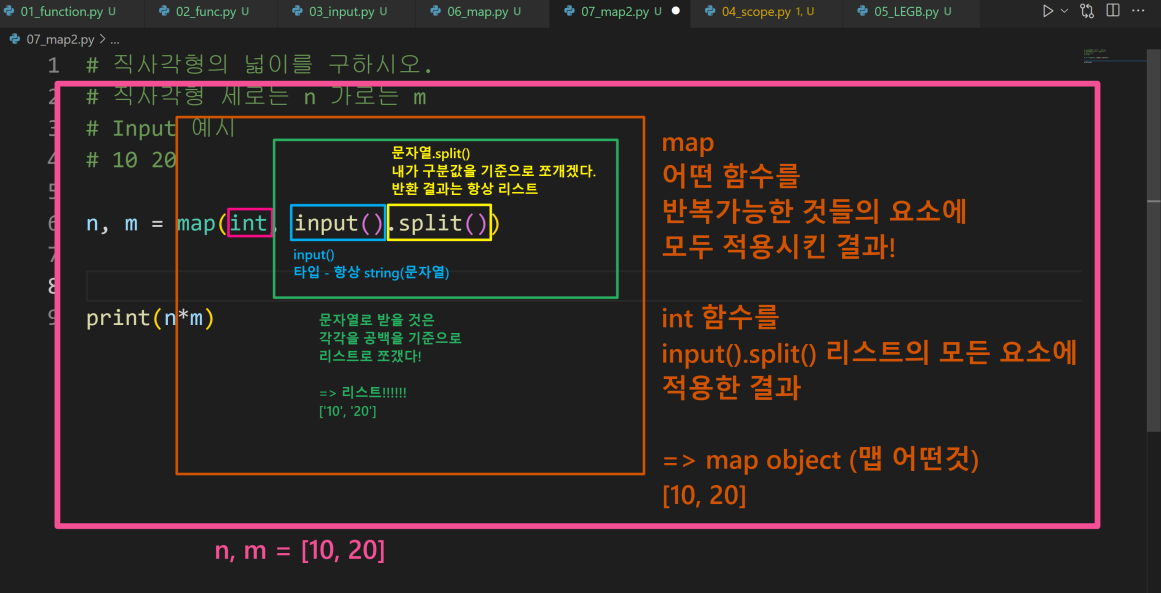 01_function.py U
02_func.py U
03_input.py U
06_map.py U
07_map2.py U
04_scope.py 1, U
05_LEGB.py U
07_map2.py > ...
1 # 직사각형의 넓이를 구하시오.
2 # 직사각형 세로는 n 가로는 m
3 # Input 예시
4 # 10 20
5
6 n, m = map(int, input().split())
7
8
9 print(n*m)
문자열.split()
내가 구분값을 기준으로 쪼개겠다.
반환 결과는 항상 리스트
input()
타입 - 항상 string(문자열)
문자열로 받을 것은
각각을 공백을 기준으로
리스트로 쪼갰다!
=> 리스트!!!!!!
['10', '20']
map
어떤 함수를
반복가능한 것들의 요소에
모두 적용시킨 결과!
int 함수를
input().split() 리스트의 모든 요소에
적용한 결과
=> map object (맵 어떤것)
[10, 20]
n, m = [10, 20]